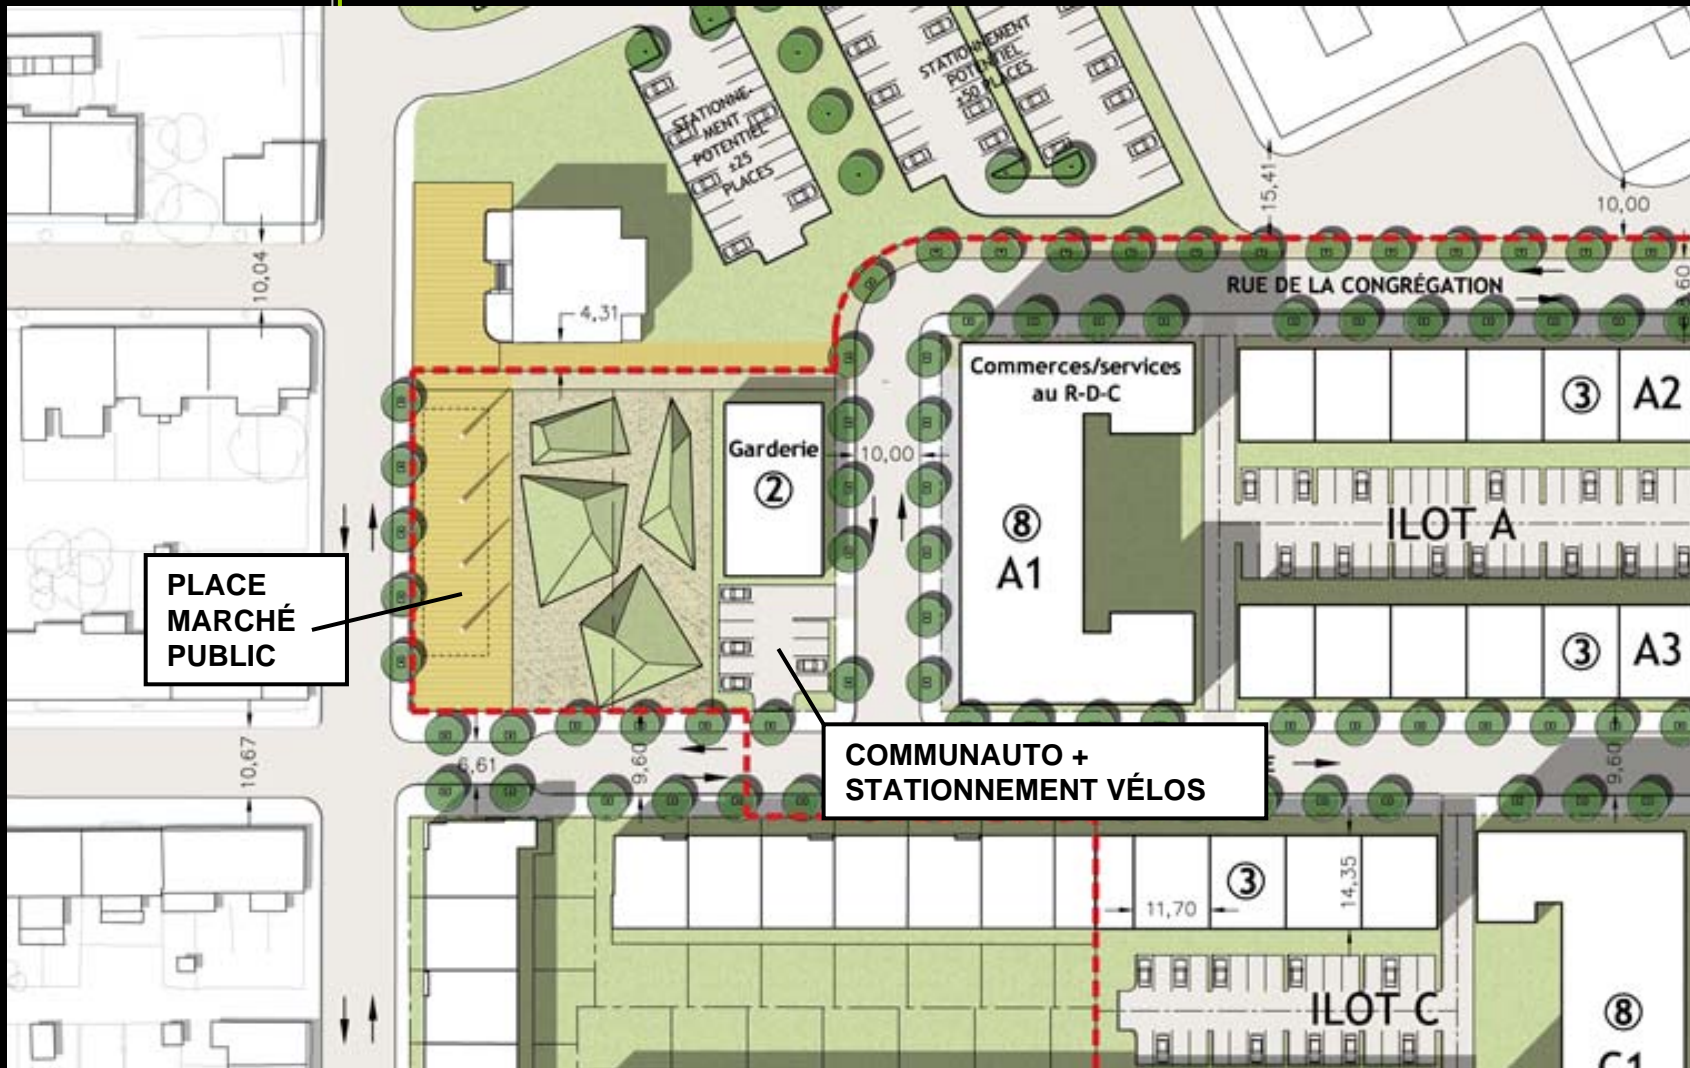 STATIONNE-
MENT
POTENTIEL
±25
PLACES
STATIONNEMENT
POTENTIEL
±50 PLACES
15,41
10,00
10,04
4,31
RUE DE LA CONGRÉGATION
Commerces/services
au R-D-C
③ A2
Garderie
②
10,00
⑧
A1
ILOT A
PLACE
MARCHÉ
PUBLIC
③ A3
10,67
6,61
9,60
COMMUNAUTO +
STATIONNEMENT VÉLOS
9,60
③
14,35
11,70
ILOT C
⑧